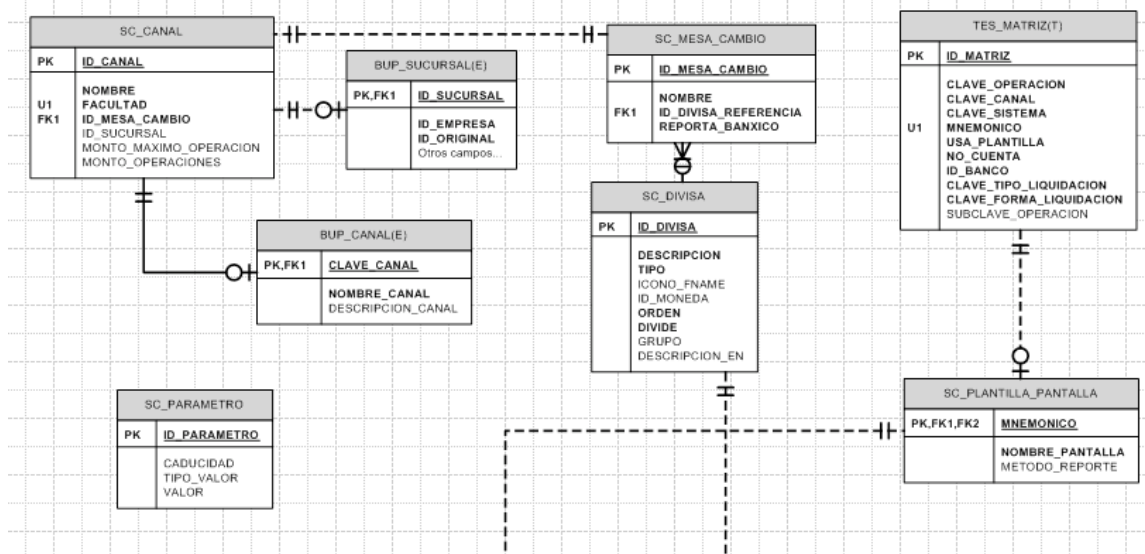 SC_CANAL
PK ID_CANAL
NOMBRE
U1 FACULTAD
FK1 ID_MESA_CAMBIO
ID_SUCURSAL
MONTO_MAXIMO_OPERACION
MONTO_OPERACIONES
BUP_SUCURSAL(E)
PK,FK1 ID_SUCURSAL
ID_EMPRESA
ID_ORIGINAL
Otros campos...
SC_MESA_CAMBIO
PK ID_MESA_CAMBIO
NOMBRE
FK1 ID_DIVISA_REFERENCIA
REPORTA_BANXICO
TES_MATRIZ(T)
PK ID_MATRIZ
CLAVE_OPERACION
CLAVE_CANAL
CLAVE_SISTEMA
U1 MNEMONICO
USA_PLANTILLA
NO_CUENTA
ID_BANCO
CLAVE_TIPO_LIQUIDACION
CLAVE_FORMA_LIQUIDACION
SUBCLAVE_OPERACION
BUP_CANAL(E)
PK,FK1 CLAVE_CANAL
NOMBRE_CANAL
DESCRIPCION_CANAL
SC_DIVISA
PK ID_DIVISA
DESCRIPCION
TIPO
ICONO_FNAME
ID_MONEDA
ORDEN
DIVIDE
GRUPO
DESCRIPCION_EN
SC_PARAMETRO
PK ID_PARAMETRO
CADUCIDAD
TIPO_VALOR
VALOR
SC_PLANTILLA_PANTALLA
PK,FK1,FK2 MNEMONICO
NOMBRE_PANTALLA
METODO_REPORTE